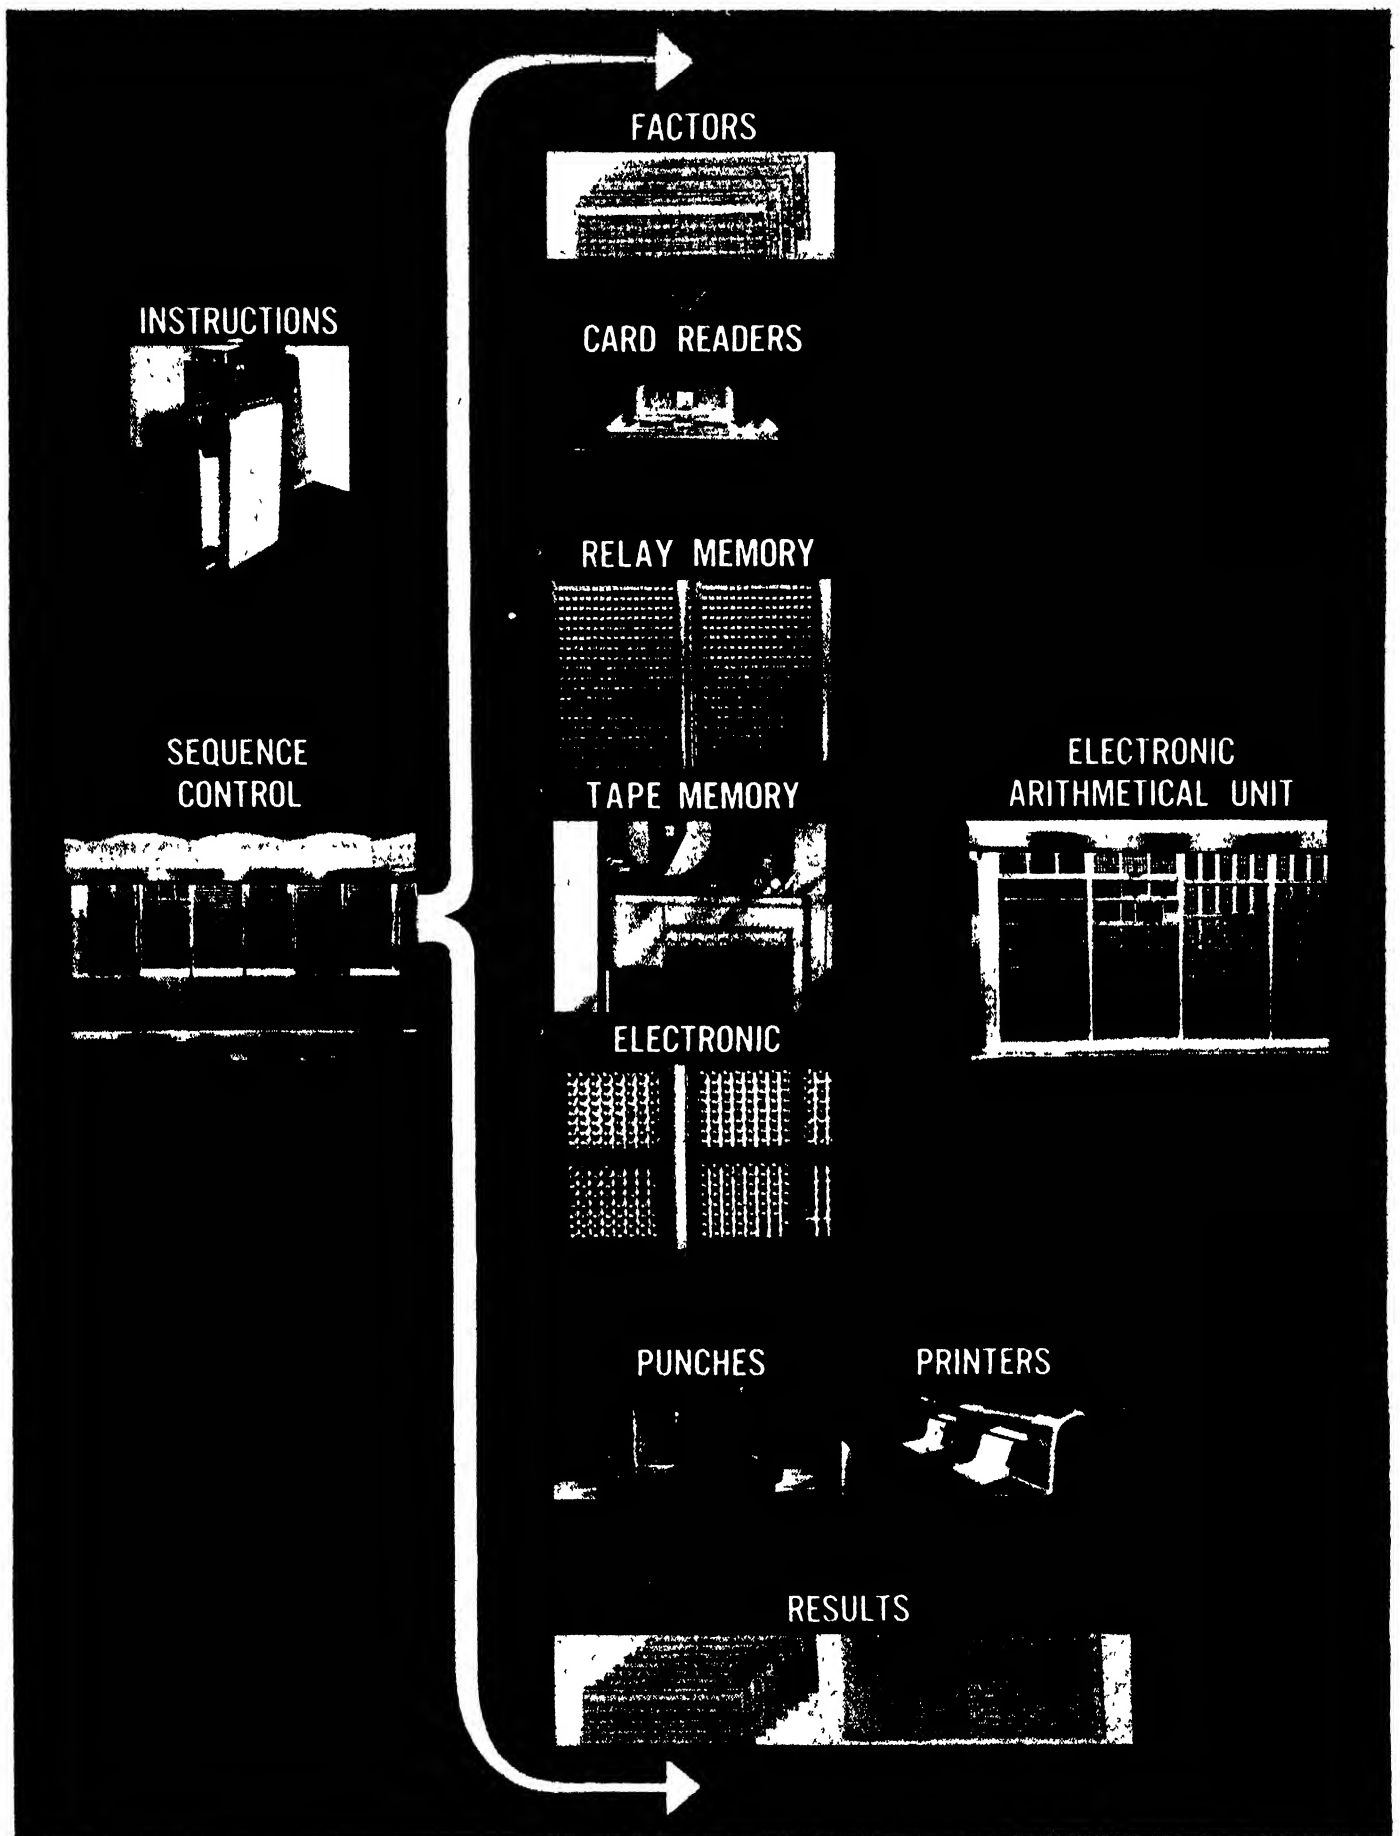 FACTORS
INSTRUCTIONS
CARD READERS
RELAY MEMORY
SEQUENCE
CONTROL
TAPE MEMORY
ELECTRONIC
ARITHMETICAL UNIT
ELECTRONIC
PUNCHES
PRINTERS
RESULTS